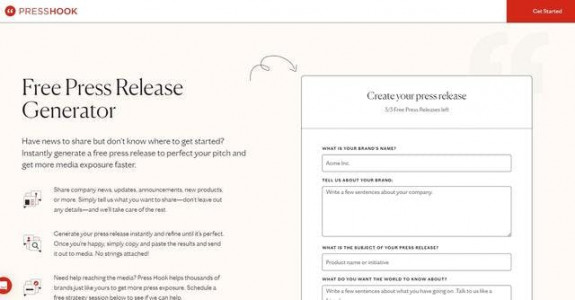 PRESSHOOK
Get Started
Free Press Release
Generator
Have news to share but don't know where to get started?
Instantly generate a free press release to perfect your pitch and
get more media exposure faster.
Share company news, updates, announcements, new products,
or more. Simply tell us what you want to share—don't leave out
any details—and we'll take care of the rest.
Generate your press release instantly and refine until it's perfect.
Once you're happy, simply copy and paste the results and send
it out to media. No strings attached!
Need help reaching the media? Press Hook helps thousands of
brands just like yours to get more press exposure. Schedule a
free strategy session below to see if we can help.
Create your press release
3/3 Free Press Releases left
WHAT IS YOUR BRAND'S NAME?
Acme Inc.
TELL US ABOUT YOUR BRAND:
Write a few sentences about your company.
WHAT IS THE SUBJECT OF YOUR PRESS RELEASE?
Product name or initiative
WHAT DO YOU WANT THE WORLD TO KNOW ABOUT?
Write a few sentences about what you have going on. Talk to us like a